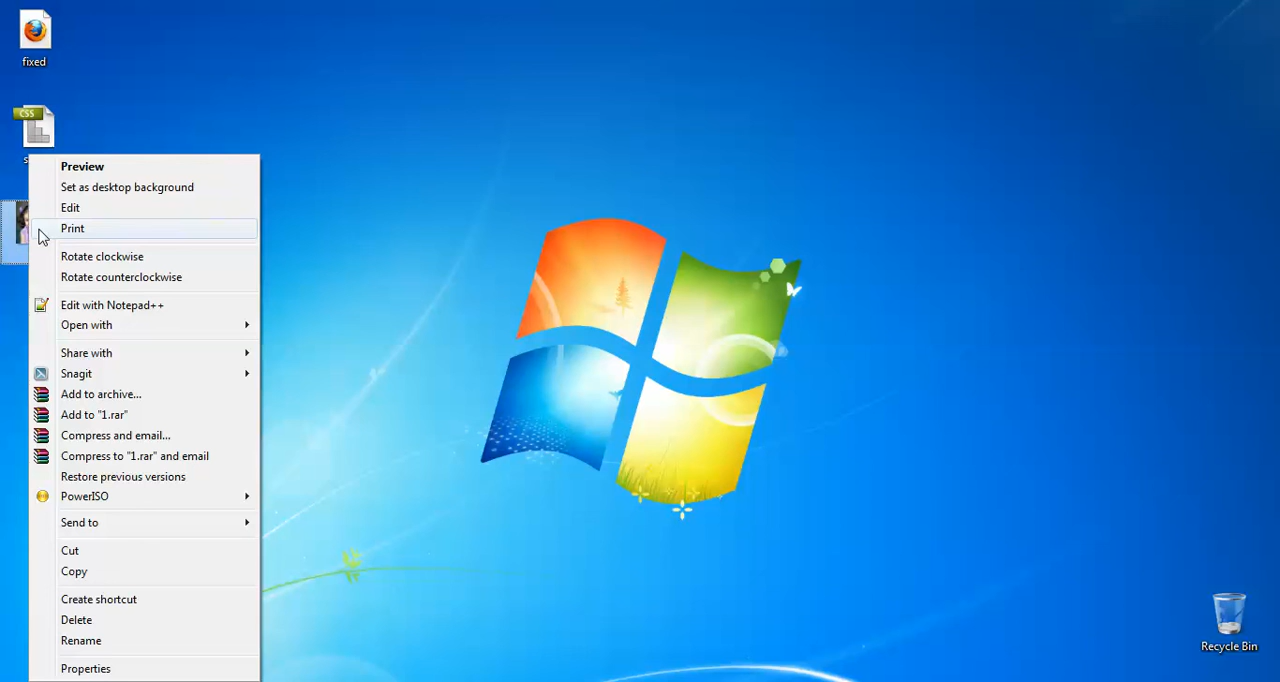 fixed
CSS
Preview
Set as desktop background
Edit
Print
Rotate clockwise
Rotate counterclockwise
Edit with Notepad++
Open with
Share with
Snagit
Add to archive...
Add to "1.rar"
Compress and email...
Compress to "1.rar" and email
Restore previous versions
PowerISO
Send to
Cut
Copy
Create shortcut
Delete
Rename
Properties
Recycle Bin